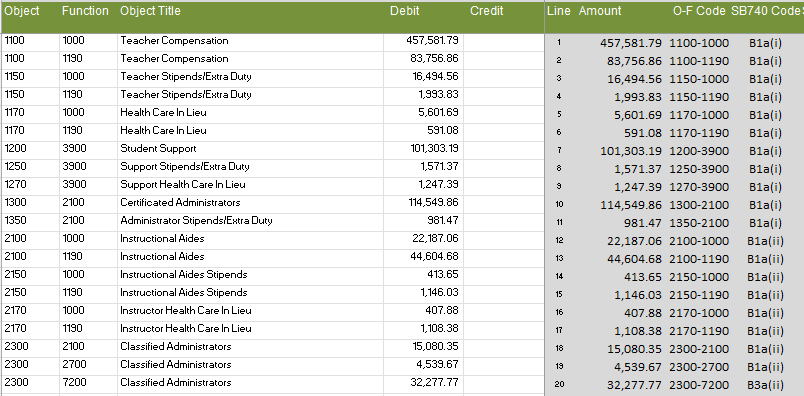 Object Function Object Title Debit Credit Line Amount O-F Code SB740 Code
1100 1000 Teacher Compensation 457,581.79 1 457,581.79 1100-1000 B1a(i)
1100 1190 Teacher Compensation 83,756.86 2 83,756.86 1100-1190 B1a(i)
1150 1000 Teacher Stipends/Extra Duty 16,494.56 3 16,494.56 1150-1000 B1a(i)
1150 1190 Teacher Stipends/Extra Duty 1,993.83 4 1,993.83 1150-1190 B1a(i)
1170 1000 Health Care In Lieu 5,601.69 5 5,601.69 1170-1000 B1a(i)
1170 1190 Health Care In Lieu 591.08 6 591.08 1170-1190 B1a(i)
1200 3900 Student Support 101,303.19 7 101,303.19 1200-3900 B1a(i)
1250 3900 Support Stipends/Extra Duty 1,571.37 8 1,571.37 1250-3900 B1a(i)
1270 3900 Support Health Care In Lieu 1,247.39 9 1,247.39 1270-3900 B1a(i)
1300 2100 Certificated Administrators 114,549.86 10 114,549.86 1300-2100 B1a(i)
1350 2100 Administrator Stipends/Extra Duty 981.47 11 981.47 1350-2100 B1a(i)
2100 1000 Instructional Aides 22,187.06 12 22,187.06 2100-1000 B1a(ii)
2100 1190 Instructional Aides 44,604.68 13 44,604.68 2100-1190 B1a(ii)
2150 1000 Instructional Aides Stipends 413.65 14 413.65 2150-1000 B1a(ii)
2150 1190 Instructional Aides Stipends 1,146.03 15 1,146.03 2150-1190 B1a(ii)
2170 1000 Instructor Health Care In Lieu 407.88 16 407.88 2170-1000 B1a(ii)
2170 1190 Instructor Health Care In Lieu 1,108.38 17 1,108.38 2170-1190 B1a(ii)
2300 2100 Classified Administrators 15,080.35 18 15,080.35 2300-2100 B1a(ii)
2300 2700 Classified Administrators 4,539.67 19 4,539.67 2300-2700 B1a(ii)
2300 7200 Classified Administrators 32,277.77 20 32,277.77 2300-7200 B3a(ii)